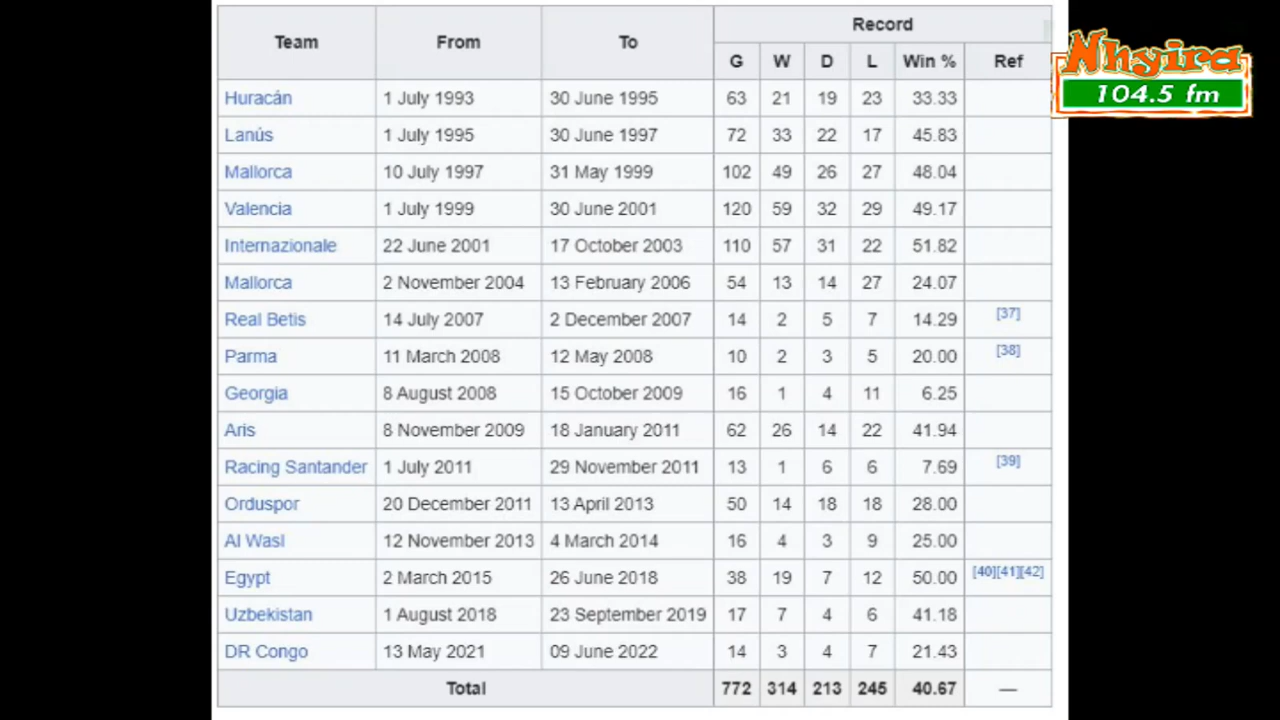 Team From To Record
G W D L Win % Ref
Huracán 1 July 1993 30 June 1995 63 21 19 23 33.33
Lanús 1 July 1995 30 June 1997 72 33 22 17 45.83
Mallorca 10 July 1997 31 May 1999 102 49 26 27 48.04
Valencia 1 July 1999 30 June 2001 120 59 32 29 49.17
Internazionale 22 June 2001 17 October 2003 110 57 31 22 51.82
Mallorca 2 November 2004 13 February 2006 54 13 14 27 24.07
Real Betis 14 July 2007 2 December 2007 14 2 5 7 14.29 [37]
Parma 11 March 2008 12 May 2008 10 2 3 5 20.00 [38]
Georgia 8 August 2008 15 October 2009 16 1 4 11 6.25
Aris 8 November 2009 18 January 2011 62 26 14 22 41.94
Racing Santander 1 July 2011 29 November 2011 13 1 6 6 7.69 [39]
Orduspor 20 December 2011 13 April 2013 50 14 18 18 28.00
Al Wasl 12 November 2013 4 March 2014 16 4 3 9 25.00
Egypt 2 March 2015 26 June 2018 38 19 7 12 50.00 [40][41][42]
Uzbekistan 1 August 2018 23 September 2019 17 7 4 6 41.18
DR Congo 13 May 2021 09 June 2022 14 3 4 7 21.43
Total 772 314 213 245 40.67 —
Nhyira
104.5 fm